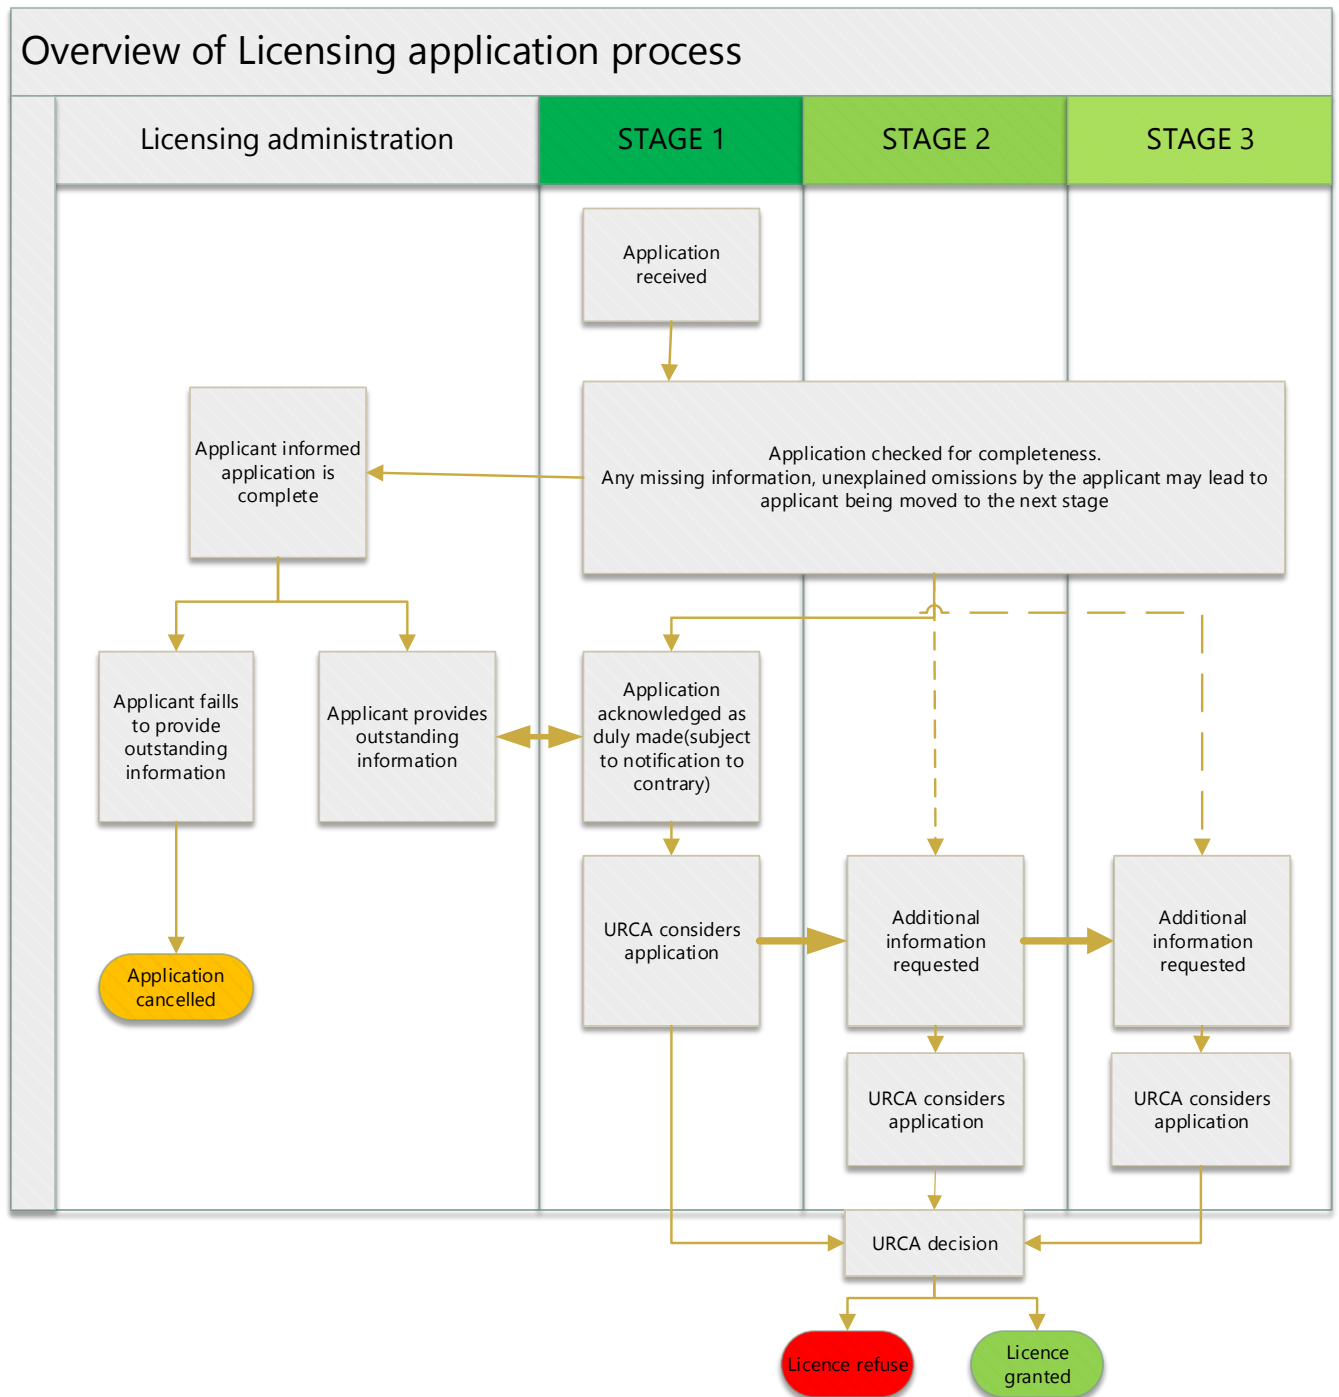 Overview of Licensing application process
Licensing administration
STAGE 1
STAGE 2
STAGE 3
Application
received
Applicant informed
application is
complete
Application checked for completeness.
Any missing information, unexplained omissions by the applicant may lead to
applicant being moved to the next stage
Applicant faills
to provide
outstanding
information
Applicant provides
outstanding
information
Application
acknowledged as
duly made(subject
to notification to
contrary)
URCA considers
application
Additional
information
requested
Additional
information
requested
Application
cancelled
URCA considers
application
URCA considers
application
URCA decision
Licence refuse
Licence
granted